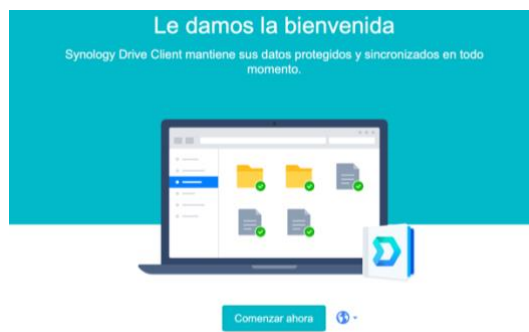 Le damos la bienvenida
Synology Drive Client mantiene sus datos protegidos y sincronizados en todo
momento.
Comenzar ahora